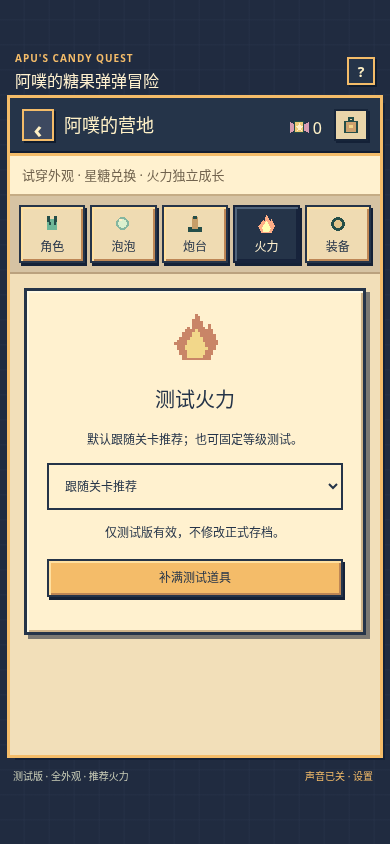 APU'S CANDY QUEST
阿噗的糖果弹弹冒险
?
‹ 阿噗的营地 0
试穿外观 · 星糖兑换 · 火力独立成长
角色 泡泡 炮台 火力 装备
测试火力
默认跟随关卡推荐；也可固定等级测试。
跟随关卡推荐
仅测试版有效，不修改正式存档。
补满测试道具
测试版 · 全外观 · 推荐火力 声音已关 · 设置